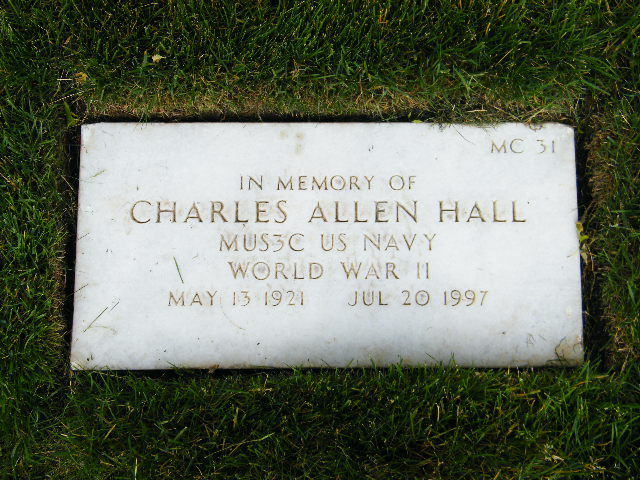 MC 31
IN MEMORY OF
CHARLES ALLEN HALL
MUS3C US NAVY
WORLD WAR II
MAY 13 1921 JUL 20 1997